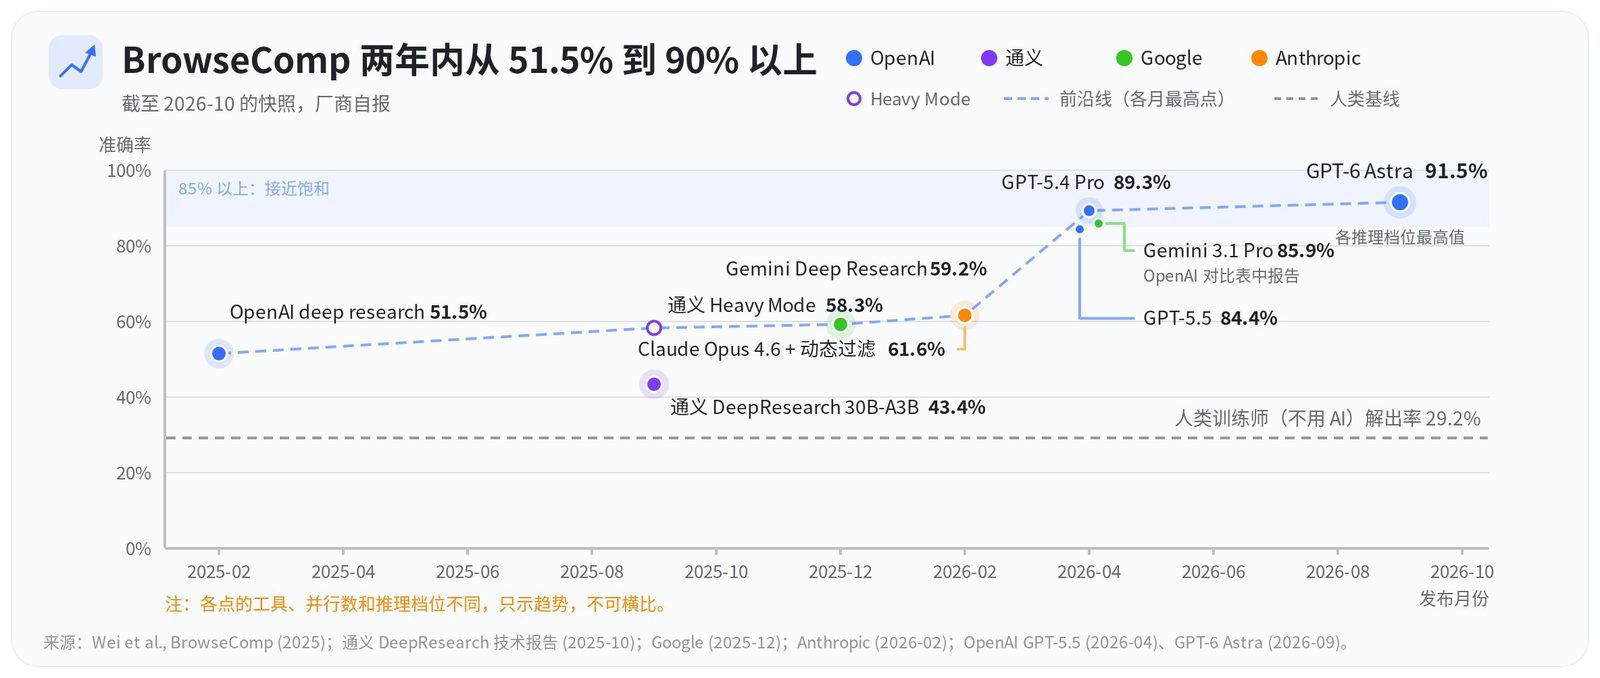 BrowseComp 两年内从 51.5% 到 90% 以上
截至 2026-10 的快照，厂商自报
OpenAI 通义 Google Anthropic
Heavy Mode 前沿线（各月最高点） 人类基线
准确率
100%
80%
60%
40%
20%
0%
85% 以上：接近饱和
OpenAI deep research 51.5%
通义 Heavy Mode 58.3%
通义 DeepResearch 30B-A3B 43.4%
Gemini Deep Research 59.2%
Claude Opus 4.6 + 动态过滤 61.6%
GPT-5.4 Pro 89.3%
Gemini 3.1 Pro 85.9%
OpenAI 对比表中报告
GPT-5.5 84.4%
GPT-6 Astra 91.5%
各推理档位最高值
人类训练师（不用 AI）解出率 29.2%
2025-02 2025-04 2025-06 2025-08 2025-10 2025-12 2026-02 2026-04 2026-06 2026-08 2026-10
发布月份
注：各点的工具、并行数和推理档位不同，只示趋势，不可横比。
来源：Wei et al., BrowseComp (2025)；通义 DeepResearch 技术报告 (2025-10)；Google (2025-12)；Anthropic (2026-02)；OpenAI GPT-5.5 (2026-04)、GPT-6 Astra (2026-09)。